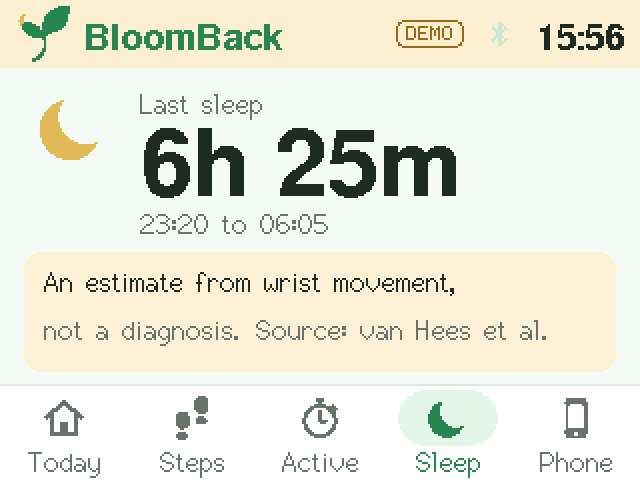 BloomBack DEMO 15:56
Last sleep
6h 25m
23:20 to 06:05
An estimate from wrist movement,
not a diagnosis. Source: van Hees et al.
Today Steps Active Sleep Phone